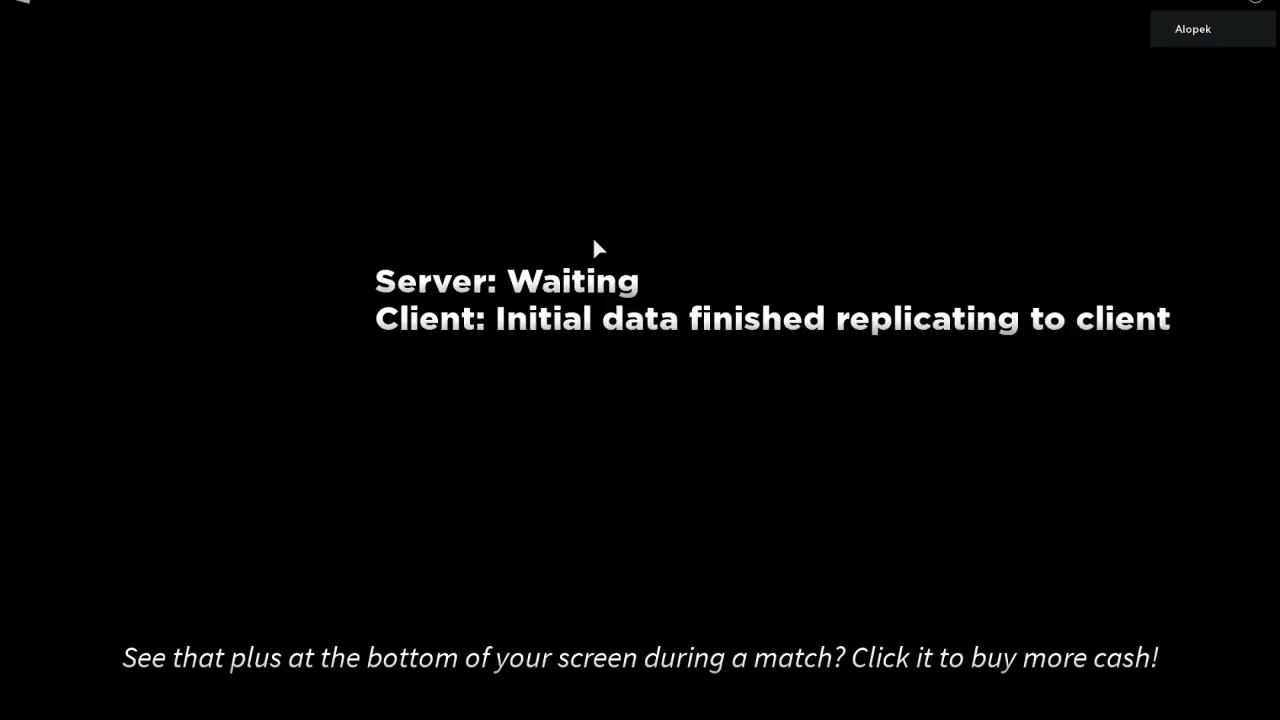 Alopek
Server: Waiting
Client: Initial data finished replicating to client
See that plus at the bottom of your screen during a match? Click it to buy more cash!